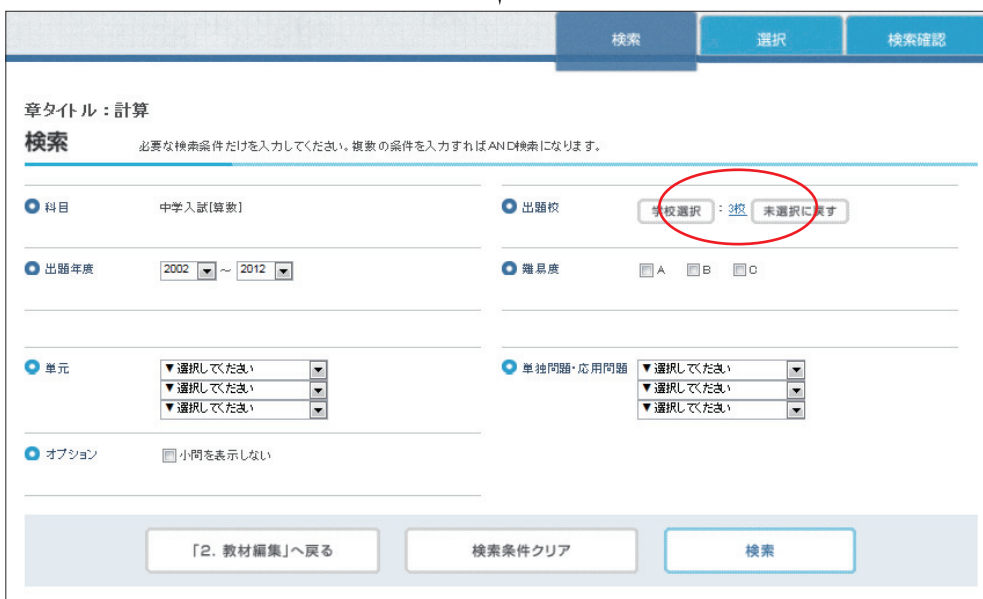 検索 選択 検索確認
章タイトル：計算
検索 必要な検索条件だけを入力してください。複数の条件を入力すればAND検索になります。
科目 中学入試[算数] 出題校 学校選択 : 3校 未選択に戻す
出題年度 2002 ～ 2012 難易度 A B C
単元 ▼選択してください 単独問題・応用問題 ▼選択してください
▼選択してください ▼選択してください
▼選択してください ▼選択してください
オプション 小問を表示しない
「2. 教材編集」へ戻る 検索条件クリア 検索